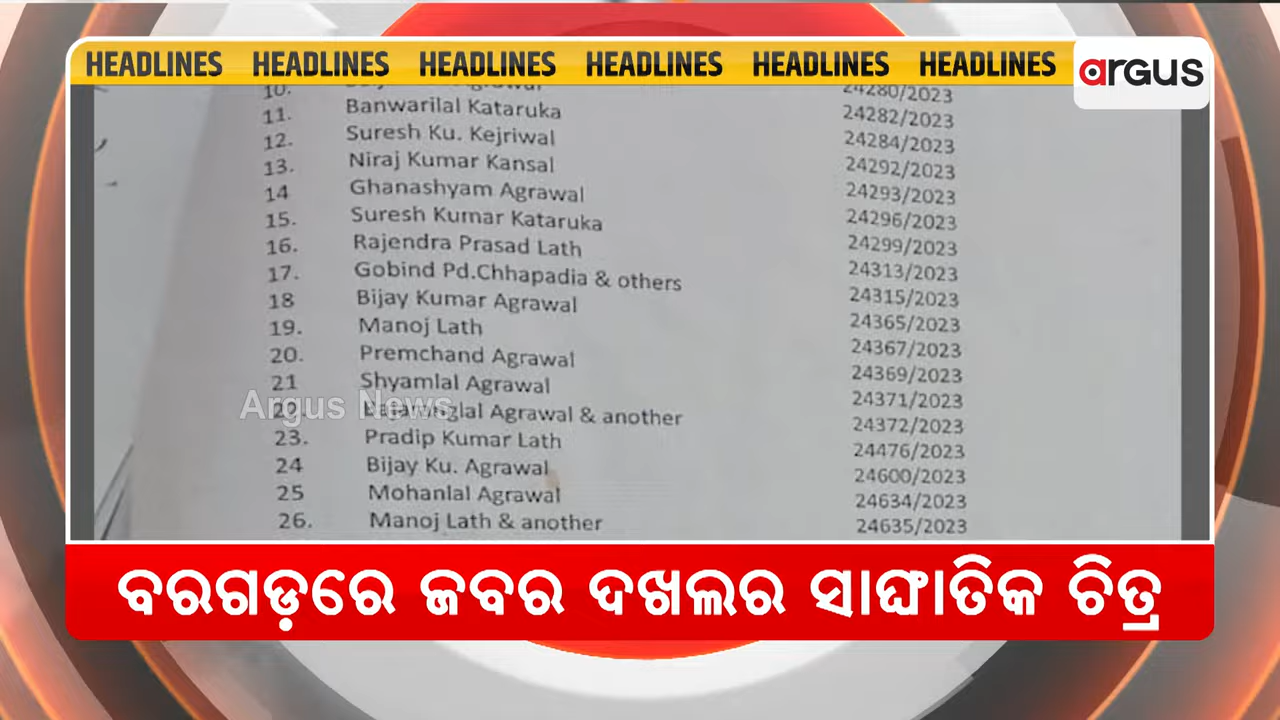 HEADLINES HEADLINES HEADLINES HEADLINES HEADLINES HEADLINES
argus
10. Agrawal 24280/2023
11. Banwarilal Kataruka 24282/2023
12. Suresh Ku. Kejriwal 24284/2023
13. Niraj Kumar Kansal 24292/2023
14 Ghanashyam Agrawal 24293/2023
15. Suresh Kumar Kataruka 24296/2023
16. Rajendra Prasad Lath 24299/2023
17. Gobind Pd.Chhapadia & others 24313/2023
18 Bijay Kumar Agrawal 24315/2023
19. Manoj Lath 24365/2023
20. Premchand Agrawal 24367/2023
21 Shyamlal Agrawal 24369/2023
22. Agrawal & another 24371/2023
23. Pradip Kumar Lath 24372/2023
24 Bijay Ku. Agrawal 24476/2023
25 Mohanlal Agrawal 24600/2023
26. Manoj Lath & another 24634/2023
24635/2023
Argus News
ବରଗଡ଼ରେ ଜବର ଦଖଲର ସାଙ୍ଘାତିକ ଚିତ୍ର